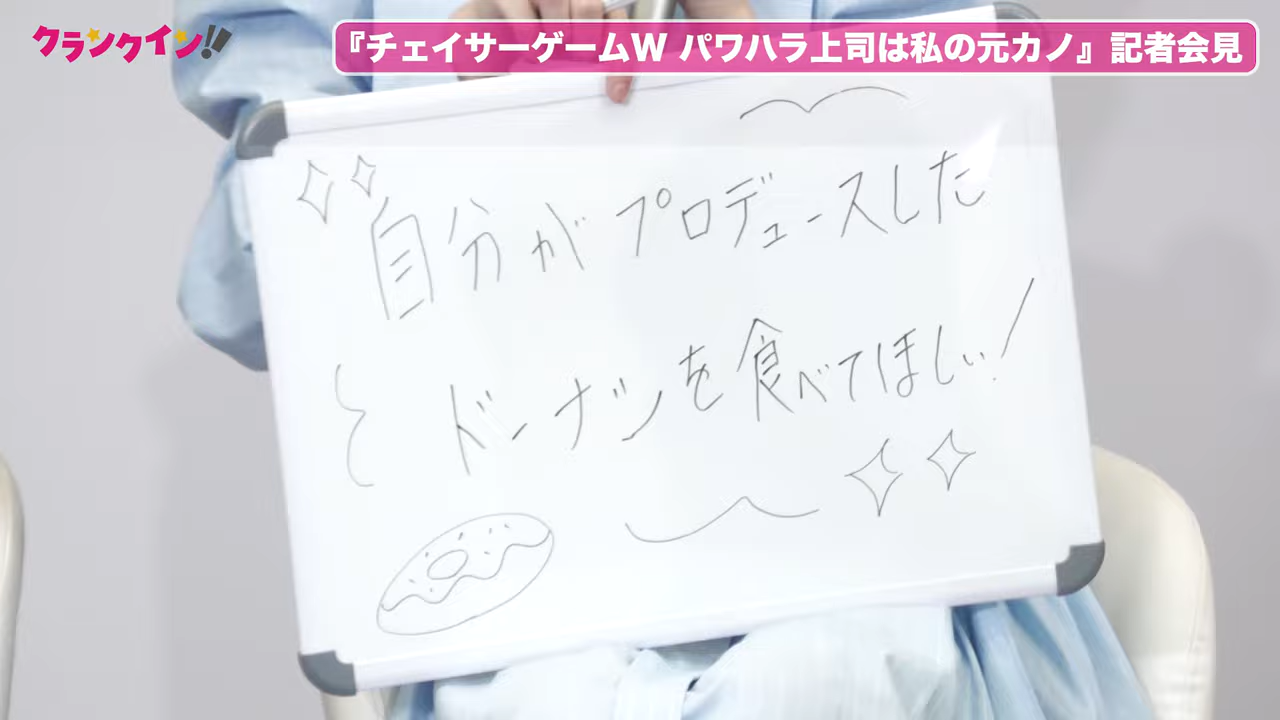 クランクイン!!
『チェイサーゲームW パワハラ上司は私の元カノ』記者会見
自分がプロデュースした
ドーナツを食べてほしい!